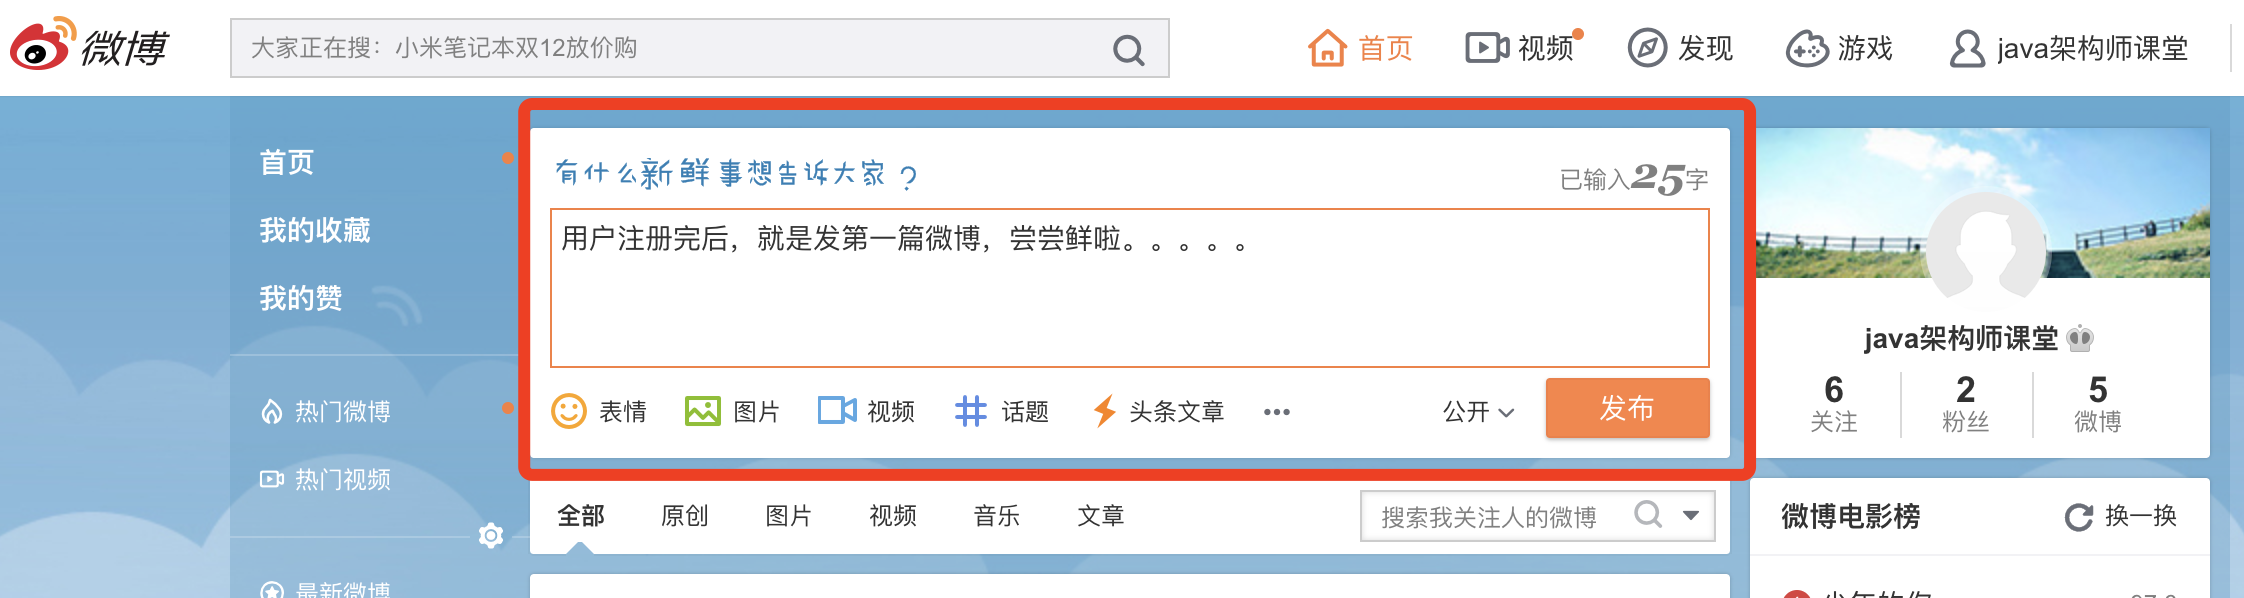 微博
大家正在搜：小米笔记本双12放价购
首页 视频 发现 游戏 java架构师课堂
首页
我的收藏
我的赞
热门微博
热门视频
最新微博
有什么新鲜事想告诉大家？
已输入25字
用户注册完后，就是发第一篇微博，尝尝鲜啦。。。。。
表情 图片 视频 话题 头条文章 ••• 公开 发布
全部 原创 图片 视频 音乐 文章
搜索我关注人的微博
java架构师课堂
6 2 5
关注 粉丝 微博
微博电影榜 换一换
少年的你